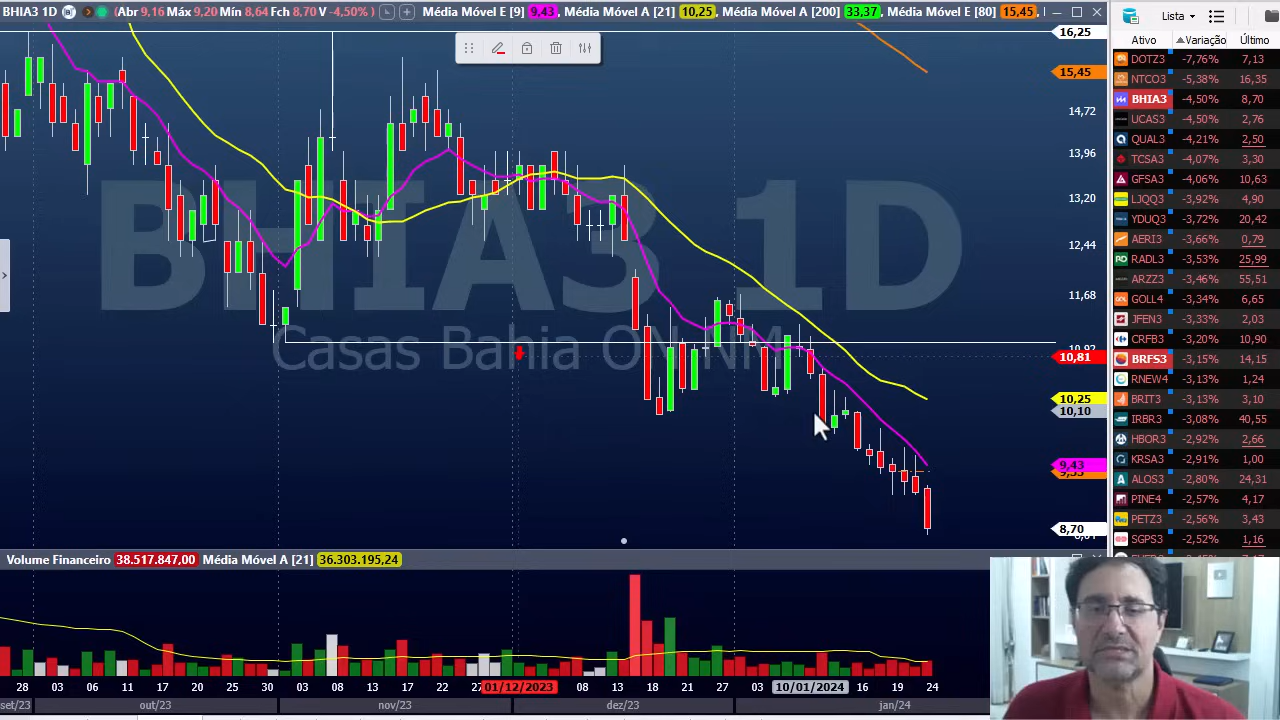 BHIA3 1D Abr 9,16 Máx 9,20 Mín 8,64 Fch 8,70 V -4,50% Média Móvel E [9] 9,43 Média Móvel A [21] 10,25 Média Móvel A [200] 33,37 Média Móvel E [80] 15,45
16,25
15,45
14,72
13,96
13,20
12,44
11,68
10,81
10,25
10,10
9,43
8,70
BHIA3 1D
Casas Bahia ON NM
Volume Financeiro 38.517.847,00 Média Móvel A [21] 36.303.195,24
28 03 06 11 17 20 25 30 03 08 13 17 22 27 01/12/2023 08 13 18 21 27 03 10/01/2024 16 19 24
set/23 out/23 nov/23 dez/23 jan/24
Lista
Ativo Variação Último
DOTZ3 -7,76% 7,13
NTCO3 -5,38% 16,35
BHIA3 -4,50% 8,70
UCAS3 -4,50% 2,76
QUAL3 -4,21% 2,50
TCSA3 -4,07% 3,30
GFSA3 -4,06% 10,63
LJQQ3 -3,92% 4,90
YDUQ3 -3,72% 20,42
AERI3 -3,66% 0,79
RADL3 -3,53% 25,99
ARZZ3 -3,46% 55,51
GOLL4 -3,34% 6,65
JFEN3 -3,33% 2,03
CRFB3 -3,20% 10,90
BRFS3 -3,15% 14,15
RNEW4 -3,13% 1,24
BRIT3 -3,13% 3,10
IRBR3 -3,08% 40,55
HBOR3 -2,92% 2,66
KRSA3 -2,91% 1,00
ALOS3 -2,80% 24,31
PINE4 -2,57% 4,17
PETZ3 -2,56% 3,43
SGPS3 -2,52% 1,16